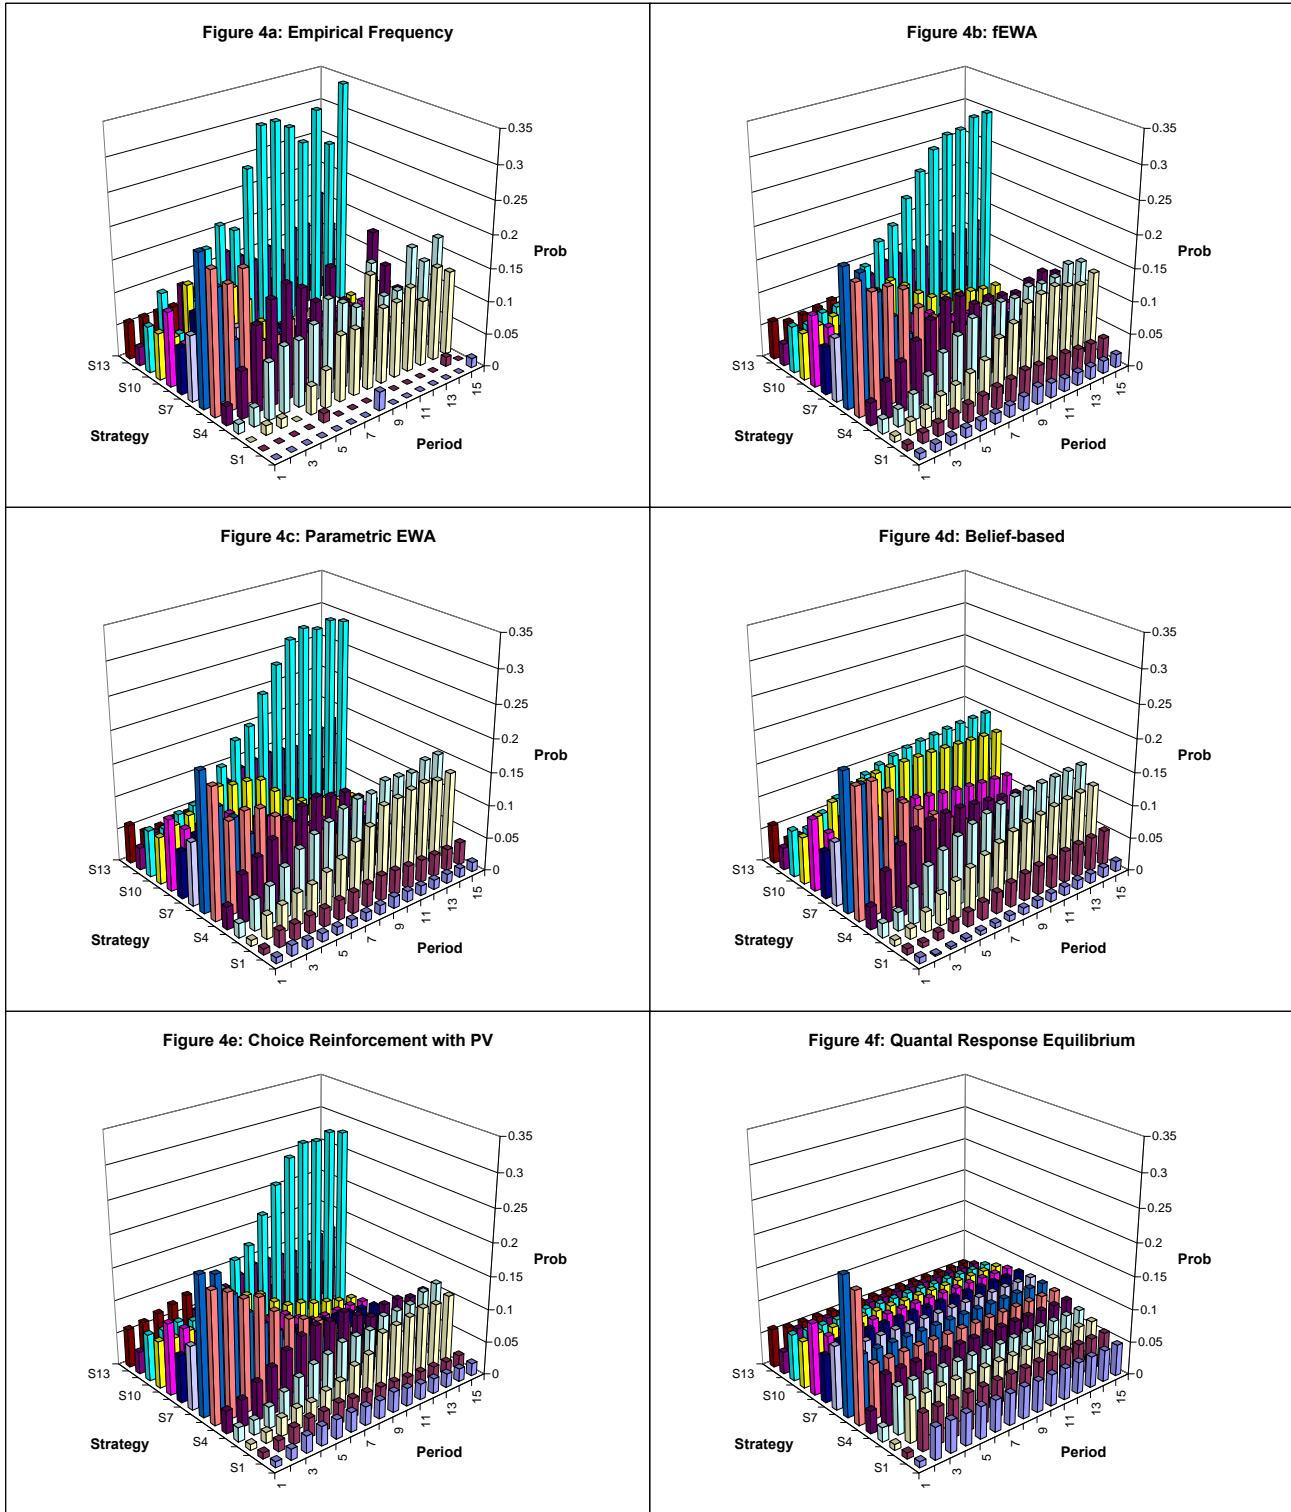 Figure 4a: Empirical Frequency
0.35
0.3
0.25
0.2
0.15
0.1
0.05
0
Prob
S13
S10
S7
S4
S1
Strategy
1
3
5
7
9
11
13
15
Period
Figure 4b: fEWA
0.35
0.3
0.25
0.2
0.15
0.1
0.05
0
Prob
S13
S10
S7
S4
S1
Strategy
1
3
5
7
9
11
13
15
Period
Figure 4c: Parametric EWA
0.35
0.3
0.25
0.2
0.15
0.1
0.05
0
Prob
S13
S10
S7
S4
S1
Strategy
1
3
5
7
9
11
13
15
Period
Figure 4d: Belief-based
0.35
0.3
0.25
0.2
0.15
0.1
0.05
0
Prob
S13
S10
S7
S4
S1
Strategy
1
3
5
7
9
11
13
15
Period
Figure 4e: Choice Reinforcement with PV
0.35
0.3
0.25
0.2
0.15
0.1
0.05
0
Prob
S13
S10
S7
S4
S1
Strategy
1
3
5
7
9
11
13
15
Period
Figure 4f: Quantal Response Equilibrium
0.35
0.3
0.25
0.2
0.15
0.1
0.05
0
Prob
S13
S10
S7
S4
S1
Strategy
1
3
5
7
9
11
13
15
Period